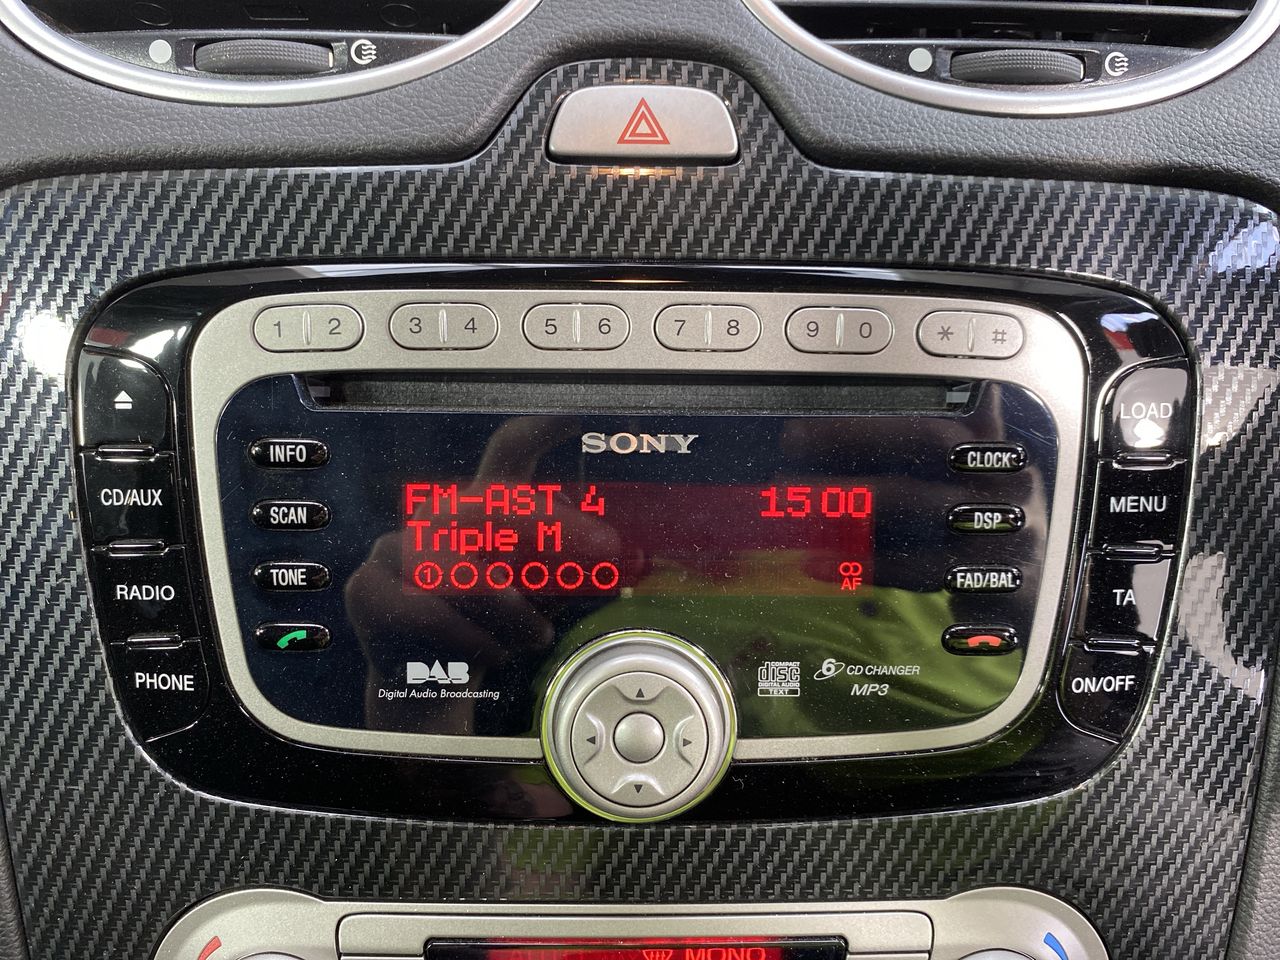 1 2 3 4 5 6 7 8 9 0 * #
SONY
INFO
CLOCK
LOAD
CD/AUX
FM-AST 4 15 00
MENU
SCAN
Triple M
DSP
RADIO
TONE
1
AF
FAD/BAL
TA
PHONE
DAB
Digital Audio Broadcasting
COMPACT
disc
DIGITAL AUDIO
TEXT
6 CD CHANGER
MP3
ON/OFF
MONO